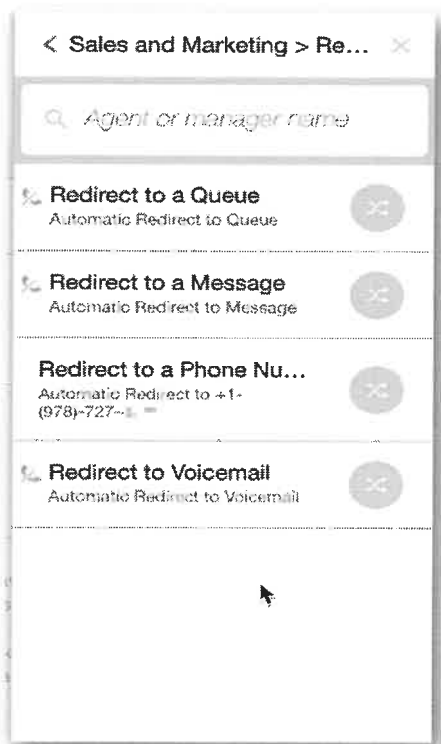 < Sales and Marketing > Re...
Agent or manager name
Redirect to a Queue
Automatic Redirect to Queue
Redirect to a Message
Automatic Redirect to Message
Redirect to a Phone Nu...
Automatic Redirect to +1-
(978)-727-
Redirect to Voicemail
Automatic Redirect to Voicemail